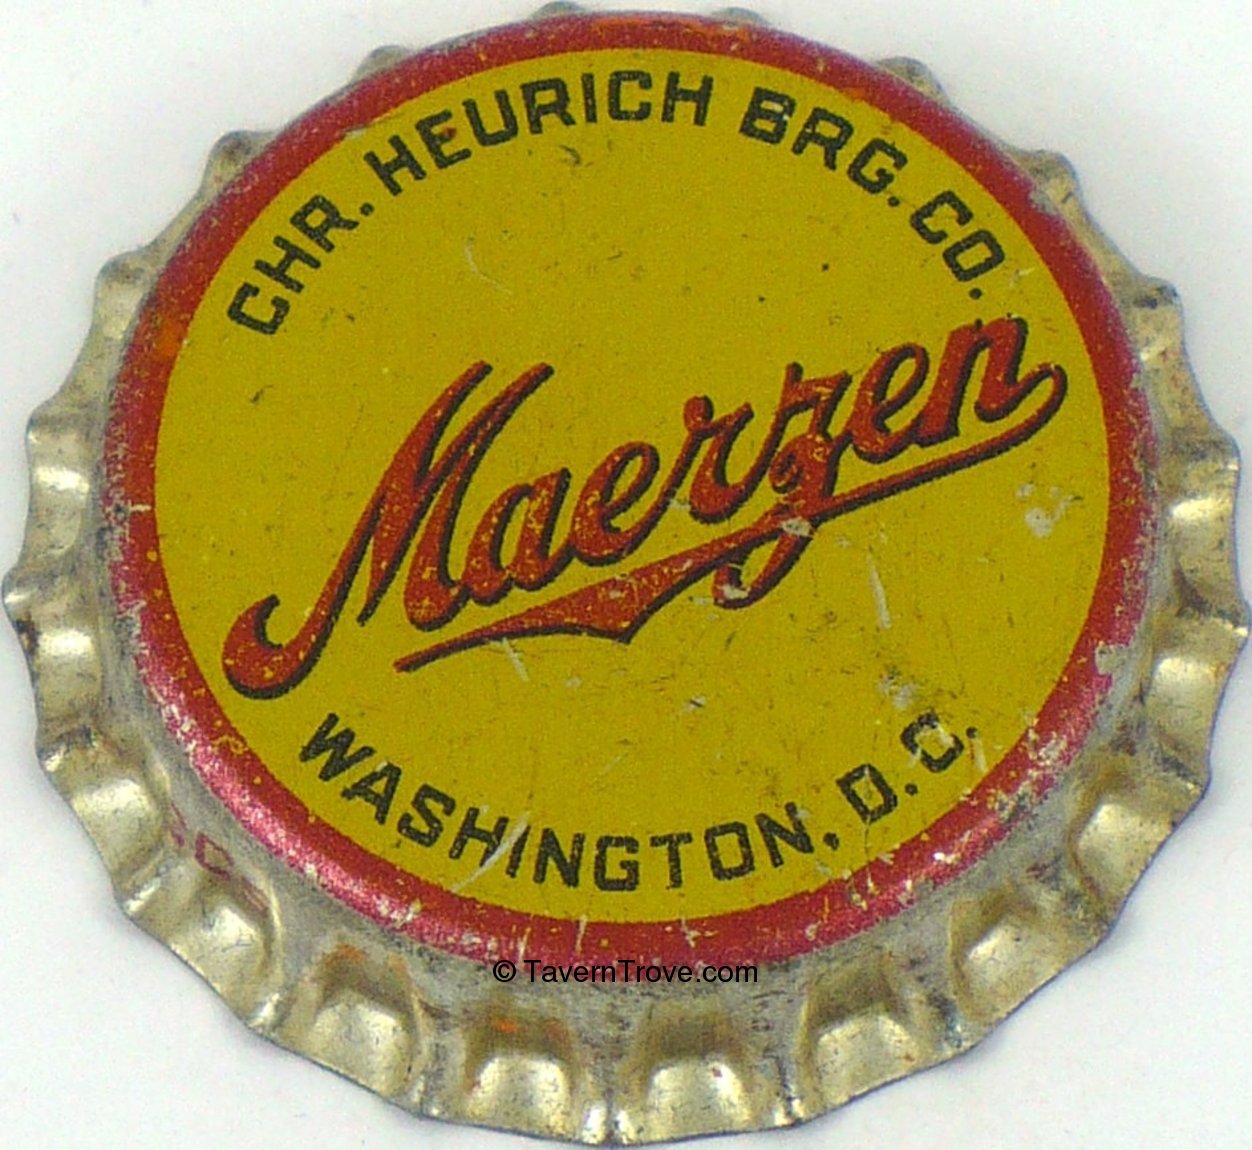 CHR. HEURICH BRG. CO.
Maerzen
WASHINGTON, D.C.
© TavernTrove.com